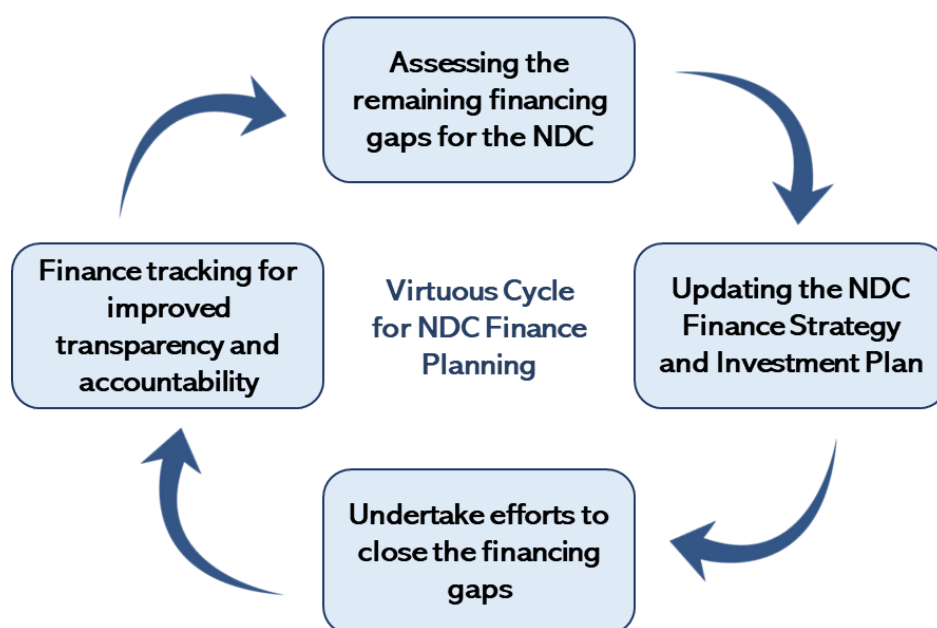 Assessing the
remaining financing
gaps for the NDC
Finance tracking for
improved
transparency and
accountability
Virtuous Cycle
for NDC Finance
Planning
Updating the NDC
Finance Strategy
and Investment Plan
Undertake efforts to
close the financing
gaps